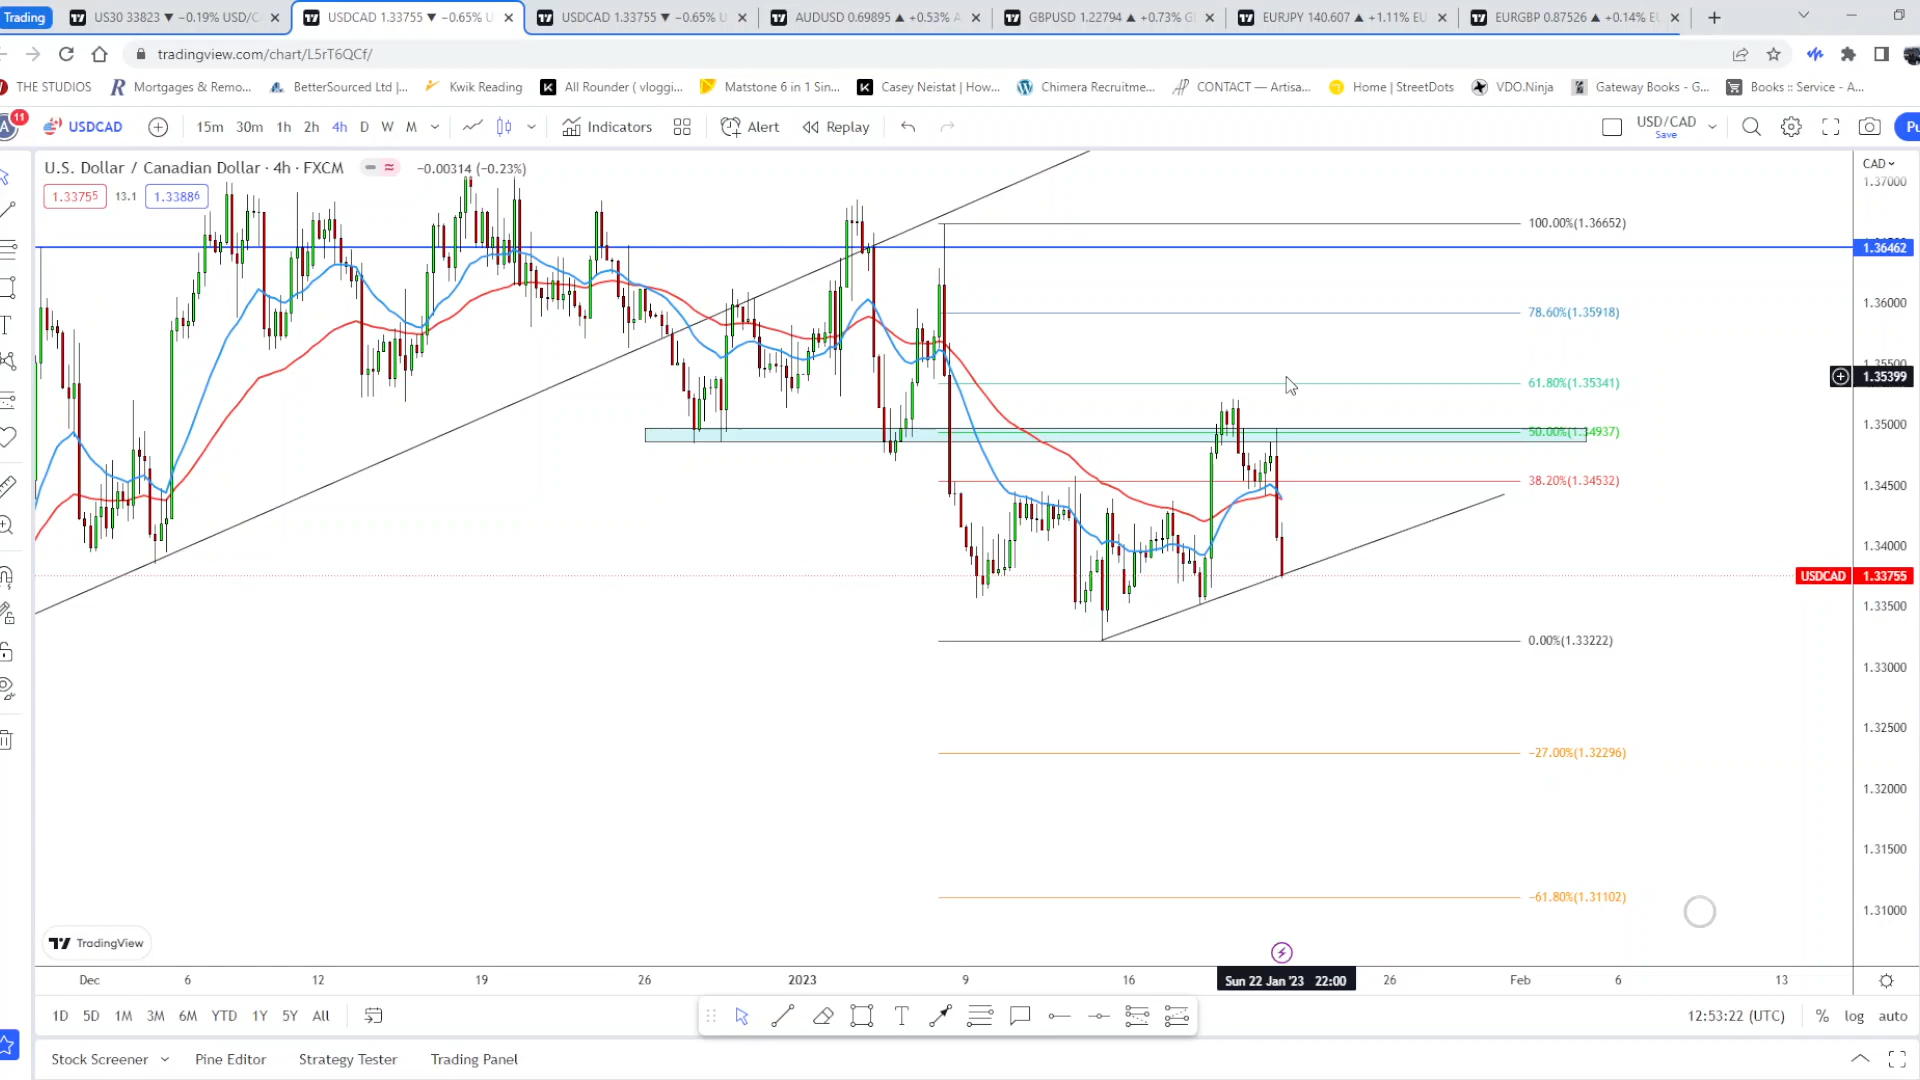 Trading
US30 33823 ▼ −0.19% USD/C
USDCAD 1.33755 ▼ −0.65% U
USDCAD 1.33755 ▼ −0.65% U
AUDUSD 0.69895 ▲ +0.53% A
GBPUSD 1.22794 ▲ +0.73% G
EURJPY 140.607 ▲ +1.11% EU
EURGBP 0.87526 ▲ +0.14% EU
tradingview.com/chart/L5rT6QCf/
THE STUDIOS
Mortgages & Remo...
BetterSourced Ltd |...
Kwik Reading
All Rounder ( vloggi...
Matstone 6 in 1 Sin...
Casey Neistat | How...
Chimera Recruitme...
CONTACT — Artisa...
Home | StreetDots
VDO.Ninja
Gateway Books - G...
Books :: Service - A...
11
USDCAD
15m 30m 1h 2h 4h D W M
Indicators
Alert
Replay
USD/CAD
Save
Pu
U.S. Dollar / Canadian Dollar · 4h · FXCM
−0.00314 (−0.23%)
1.33755 13.1 1.33886
CAD
1.37000
100.00%(1.36652)
1.36462
1.36000
78.60%(1.35918)
1.35500
1.35399
61.80%(1.35341)
1.35000
50.00%(1.34937)
1.34500
38.20%(1.34532)
1.34000
USDCAD 1.33755
1.33500
0.00%(1.33222)
1.33000
1.32500
−27.00%(1.32296)
1.32000
1.31500
−61.80%(1.31102)
1.31000
TradingView
Dec 6 12 19 26 2023 9 16 Sun 22 Jan '23 22:00 26 Feb 6 13
1D 5D 1M 3M 6M YTD 1Y 5Y All
12:53:22 (UTC) % log auto
Stock Screener Pine Editor Strategy Tester Trading Panel